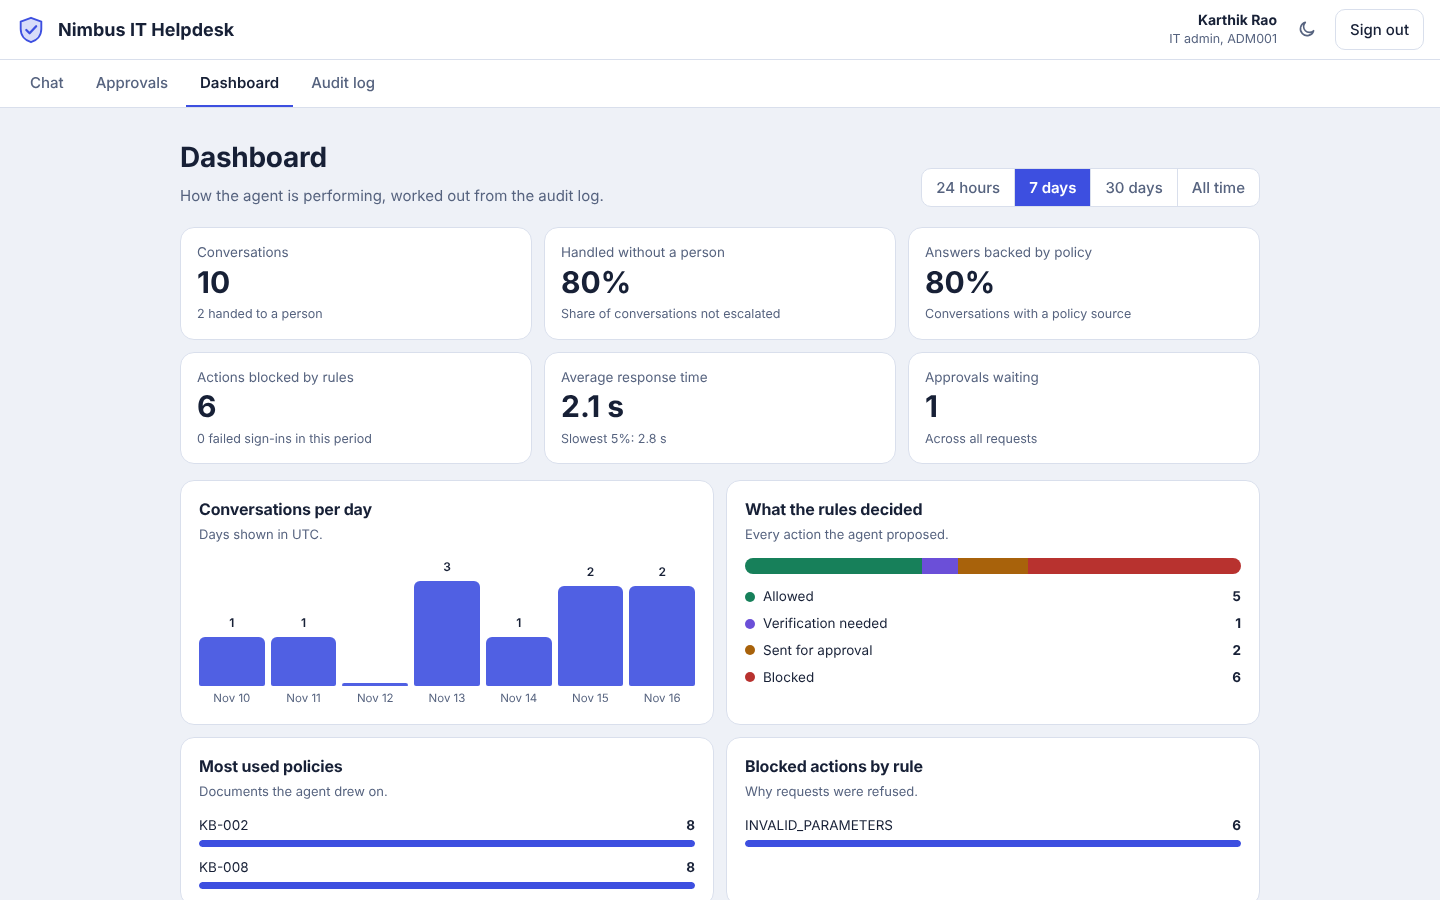 Nimbus IT Helpdesk
Karthik Rao
IT admin, ADM001
Sign out
Chat
Approvals
Dashboard
Audit log
Dashboard
How the agent is performing, worked out from the audit log.
24 hours
7 days
30 days
All time
Conversations
10
2 handed to a person
Handled without a person
80%
Share of conversations not escalated
Answers backed by policy
80%
Conversations with a policy source
Actions blocked by rules
6
0 failed sign-ins in this period
Average response time
2.1 s
Slowest 5%: 2.8 s
Approvals waiting
1
Across all requests
Conversations per day
Days shown in UTC.
1
1
3
1
2
2
Nov 10
Nov 11
Nov 12
Nov 13
Nov 14
Nov 15
Nov 16
What the rules decided
Every action the agent proposed.
Allowed 5
Verification needed 1
Sent for approval 2
Blocked 6
Most used policies
Documents the agent drew on.
KB-002 8
KB-008 8
Blocked actions by rule
Why requests were refused.
INVALID_PARAMETERS 6